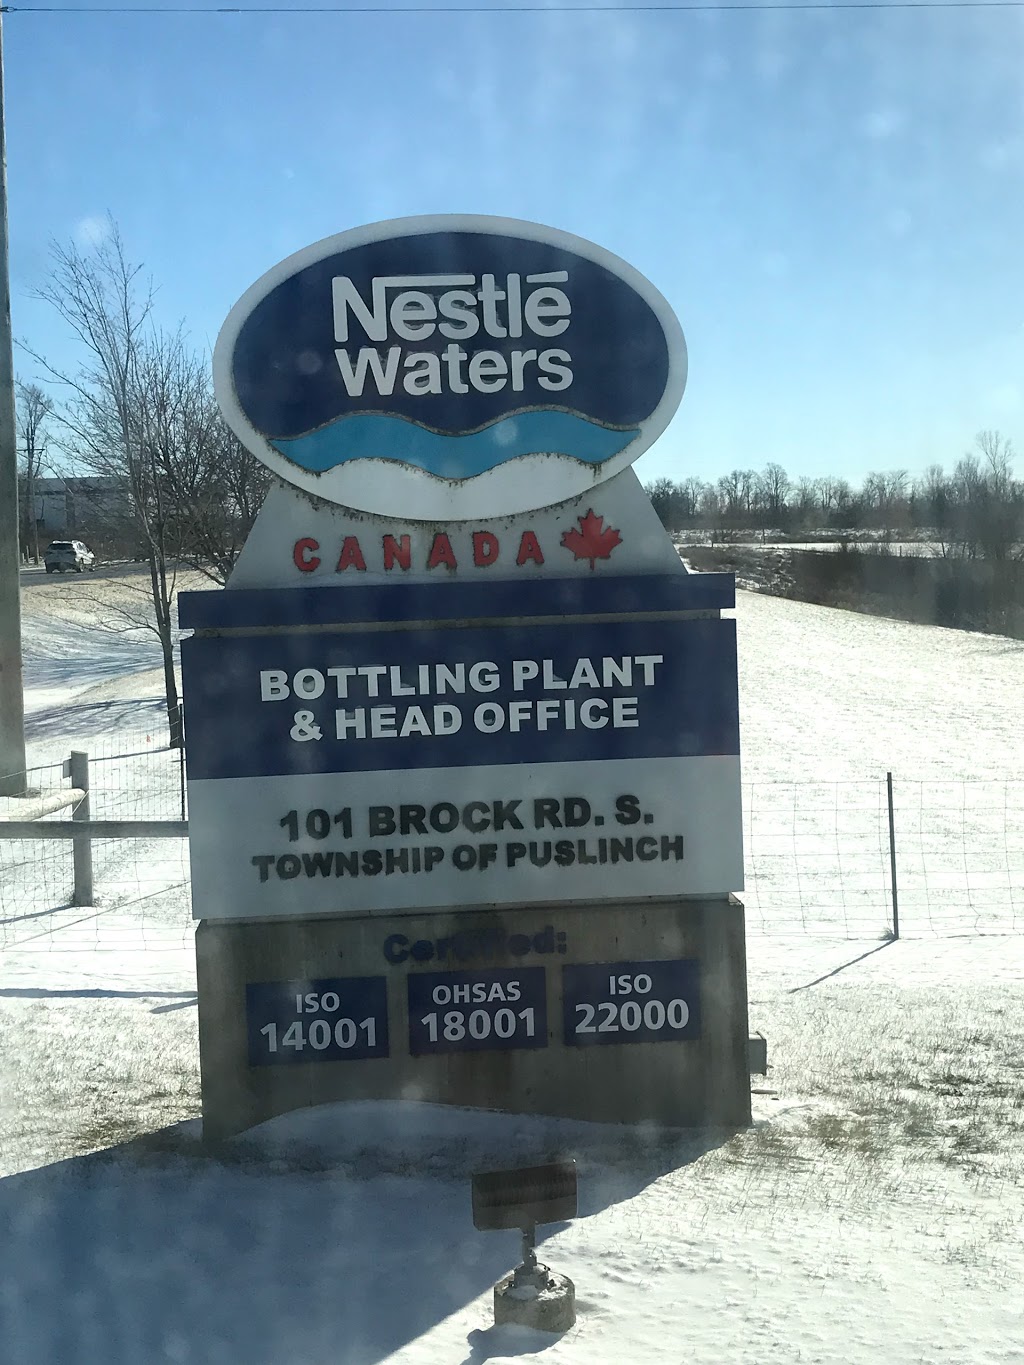 Nestlé
Waters
CANADA
BOTTLING PLANT
& HEAD OFFICE
101 BROCK RD. S.
TOWNSHIP OF PUSLINCH
Certified:
ISO
14001
OHSAS
18001
ISO
22000